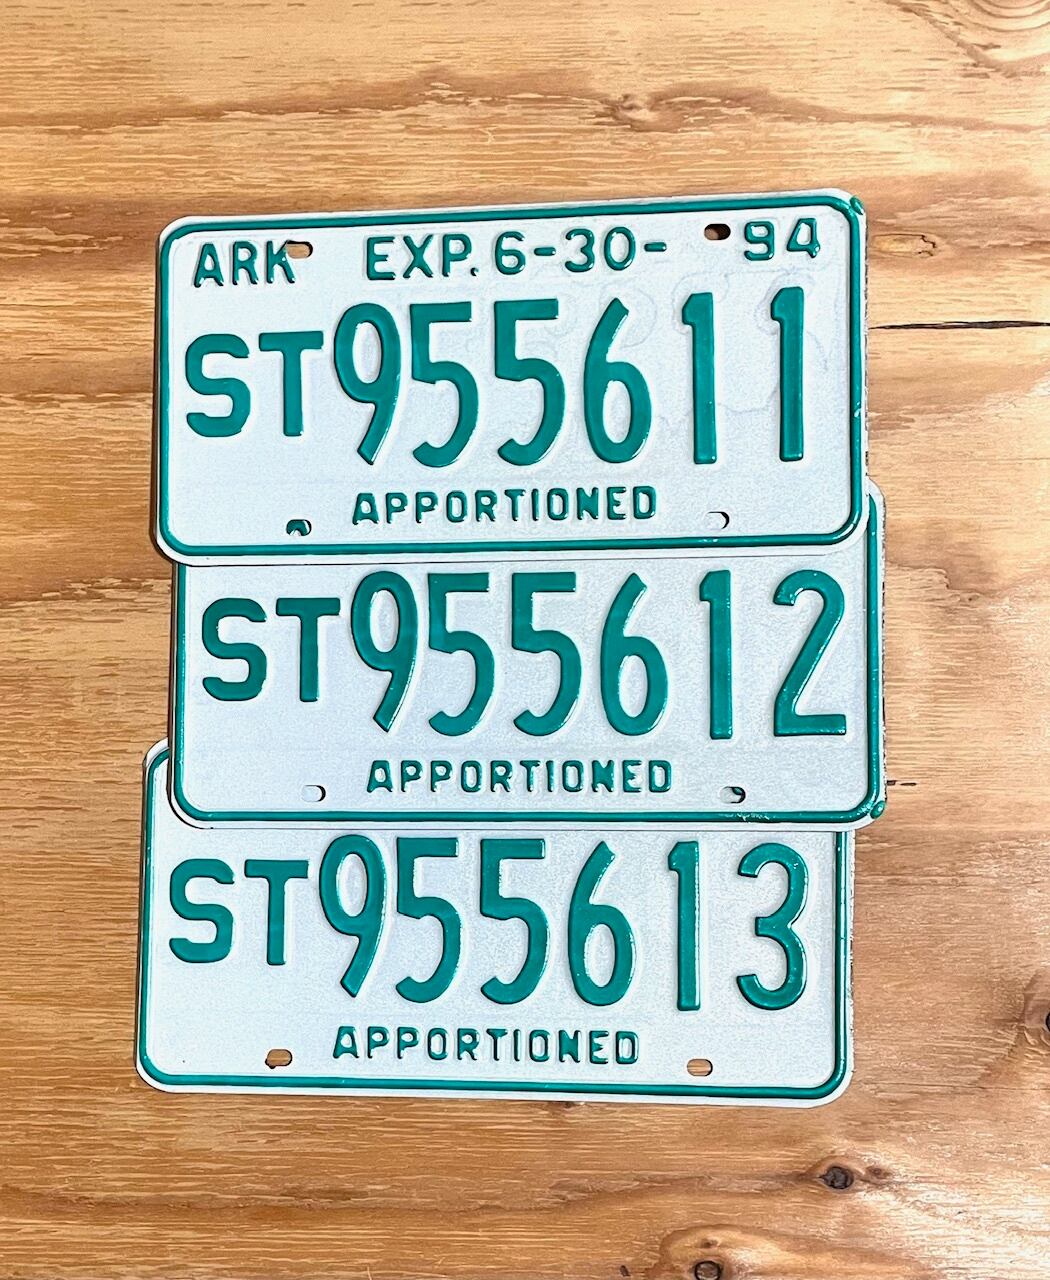 ARK EXP. 6-30- 94
ST955611
APPORTIONED
ST955612
APPORTIONED
ST955613
APPORTIONED